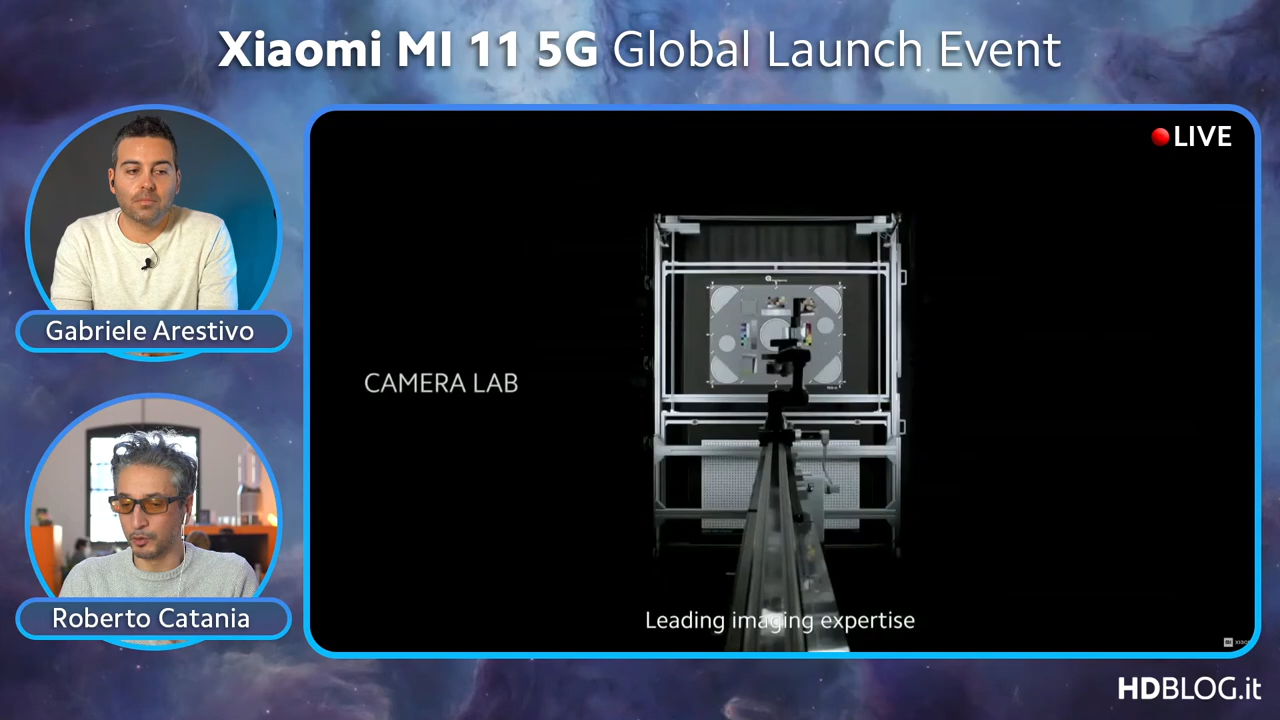 Xiaomi MI 11 5G Global Launch Event
LIVE
Gabriele Arestivo
CAMERA LAB
Roberto Catania
Leading imaging expertise
HDBLOG.it